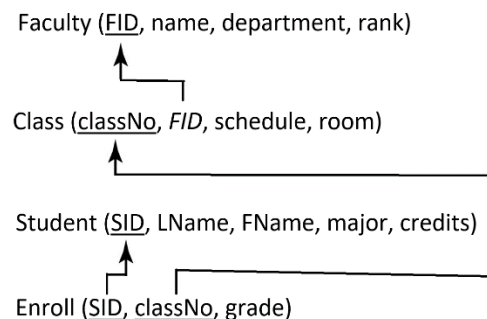 Faculty (FID, name, department, rank)
Class (classNo, FID, schedule, room)
Student (SID, LName, FName, major, credits)
Enroll (SID, classNo, grade)